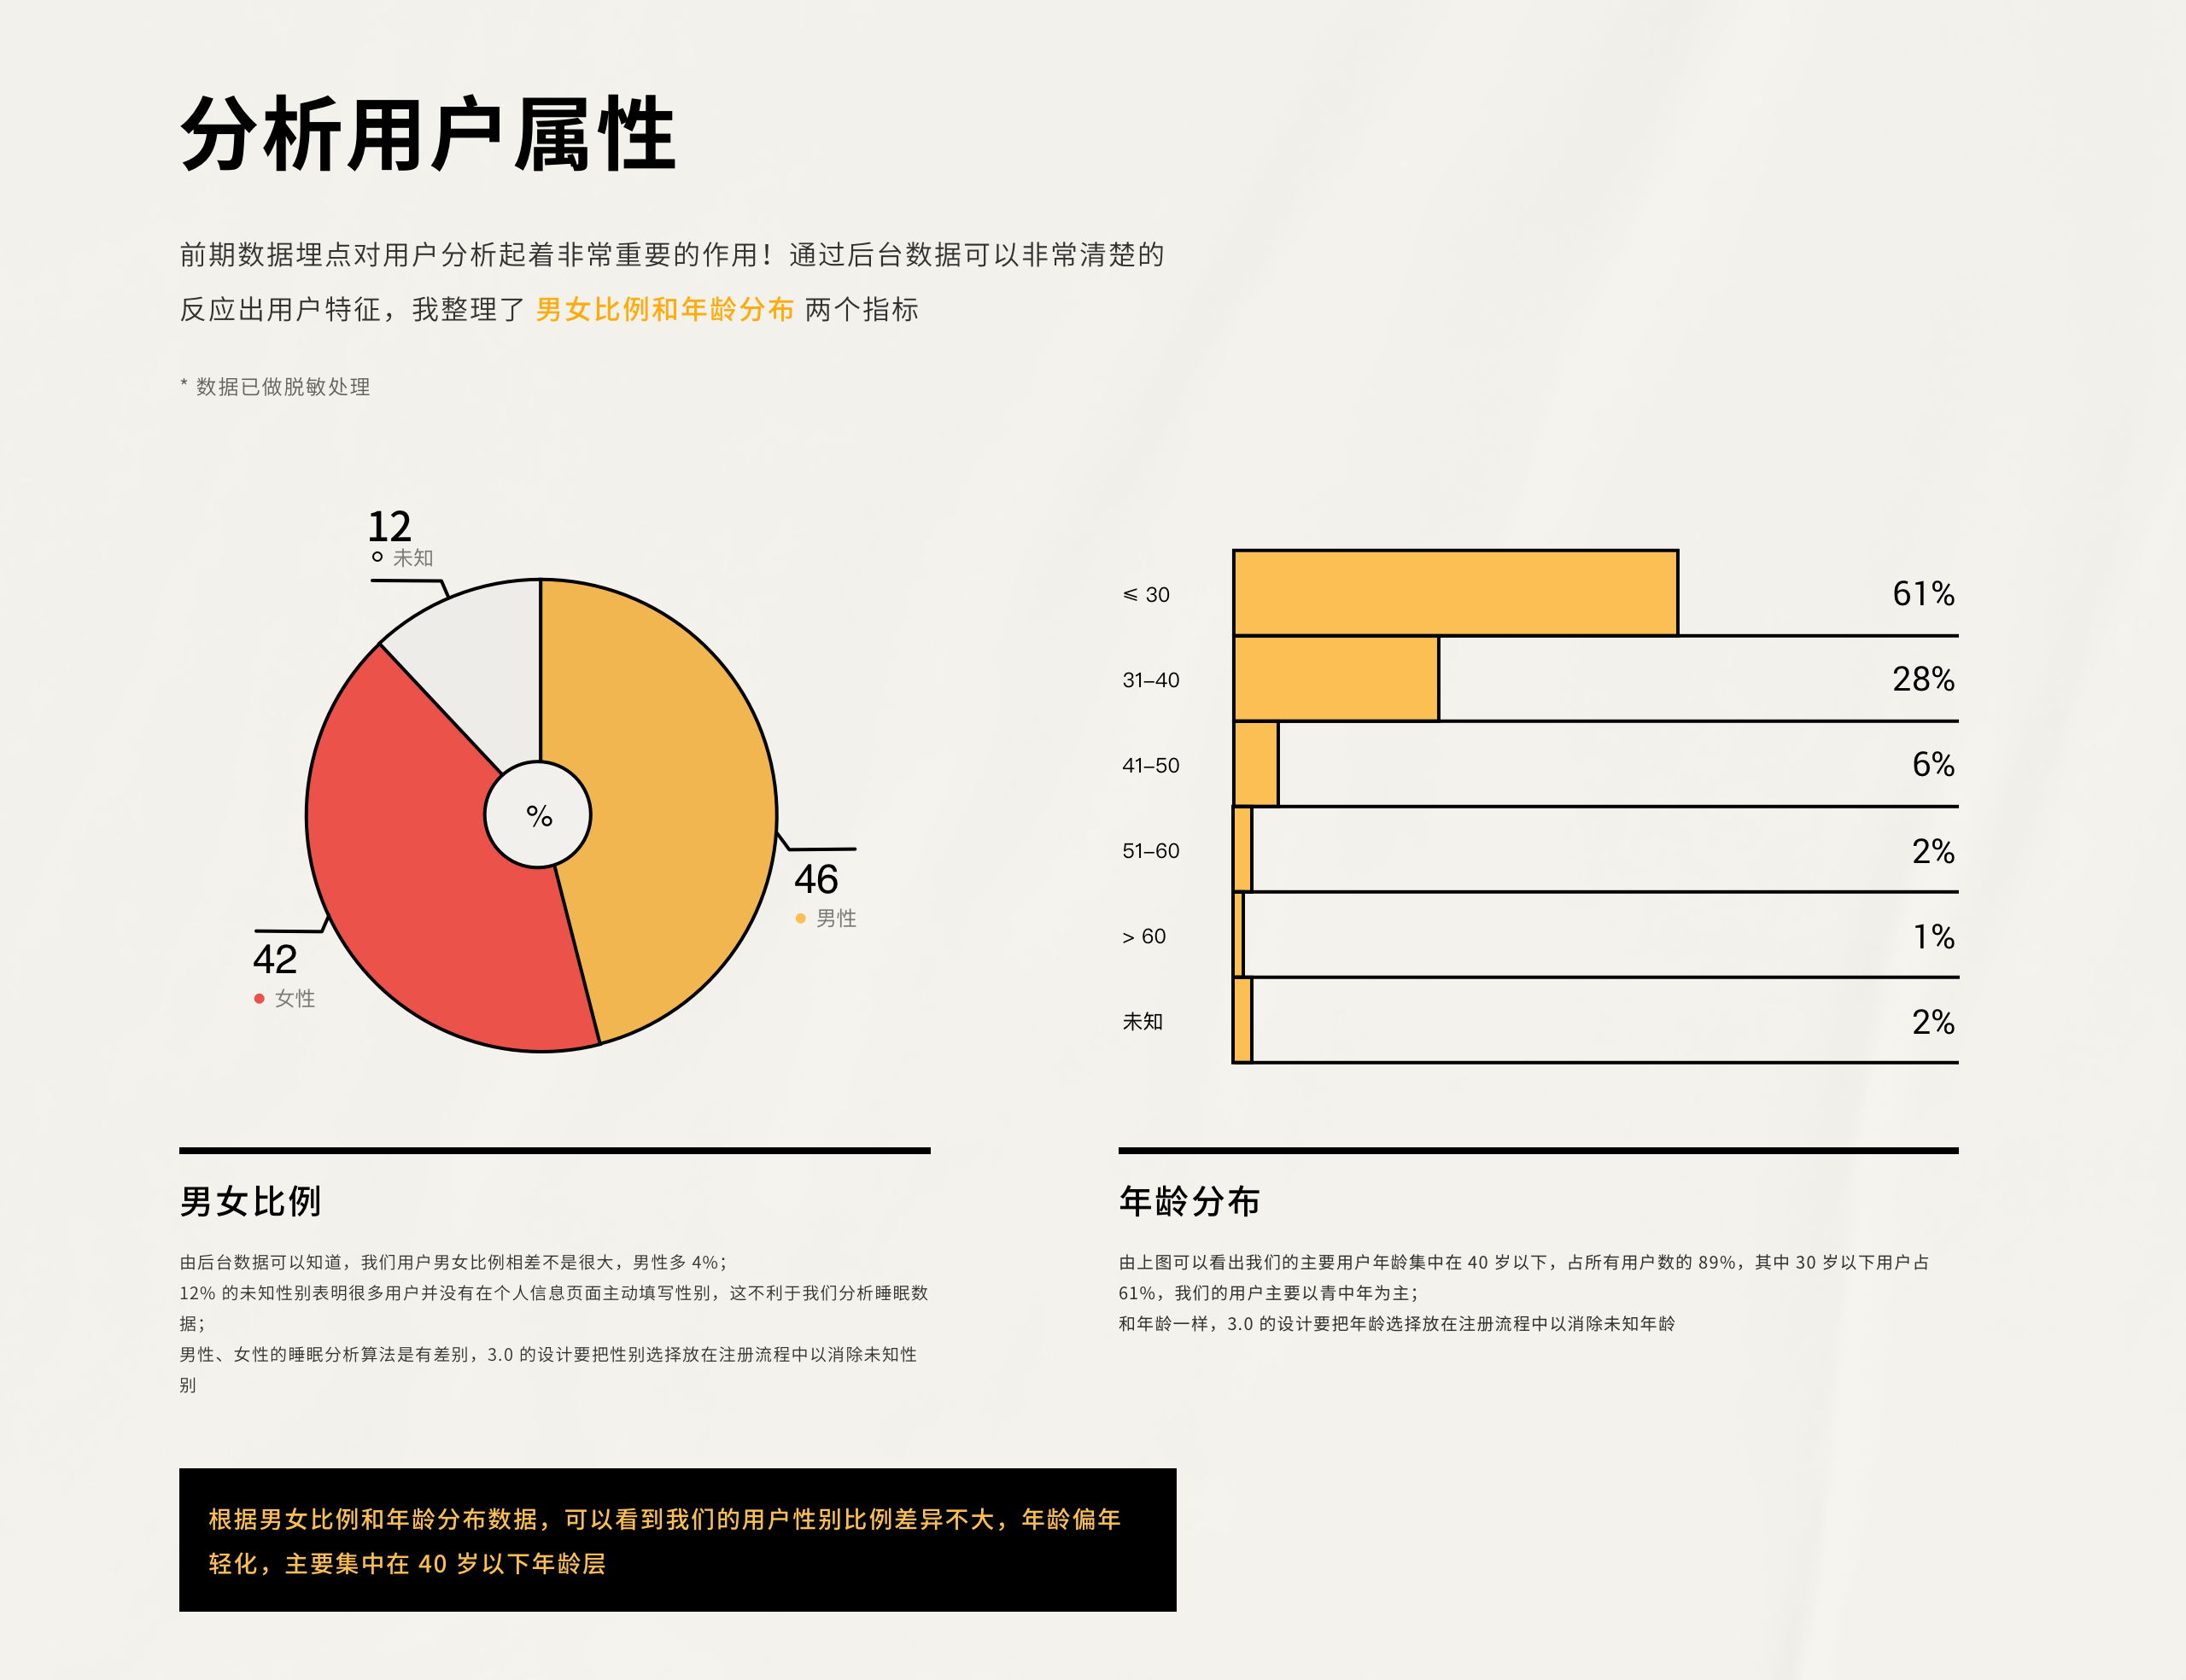 分析用户属性
前期数据埋点对用户分析起着非常重要的作用！通过后台数据可以非常清楚的
反应出用户特征，我整理了 男女比例和年龄分布 两个指标
* 数据已做脱敏处理
12
未知
%
46
男性
42
女性
≤ 30 61%
31–40 28%
41–50 6%
51–60 2%
> 60 1%
未知 2%
男女比例
由后台数据可以知道，我们用户男女比例相差不是很大，男性多 4%；
12% 的未知性别表明很多用户并没有在个人信息页面主动填写性别，这不利于我们分析睡眠数
据；
男性、女性的睡眠分析算法是有差别，3.0 的设计要把性别选择放在注册流程中以消除未知性
别
年龄分布
由上图可以看出我们的主要用户年龄集中在 40 岁以下，占所有用户数的 89%，其中 30 岁以下用户占
61%，我们的用户主要以青中年为主；
和年龄一样，3.0 的设计要把年龄选择放在注册流程中以消除未知年龄
根据男女比例和年龄分布数据，可以看到我们的用户性别比例差异不大，年龄偏年
轻化，主要集中在 40 岁以下年龄层